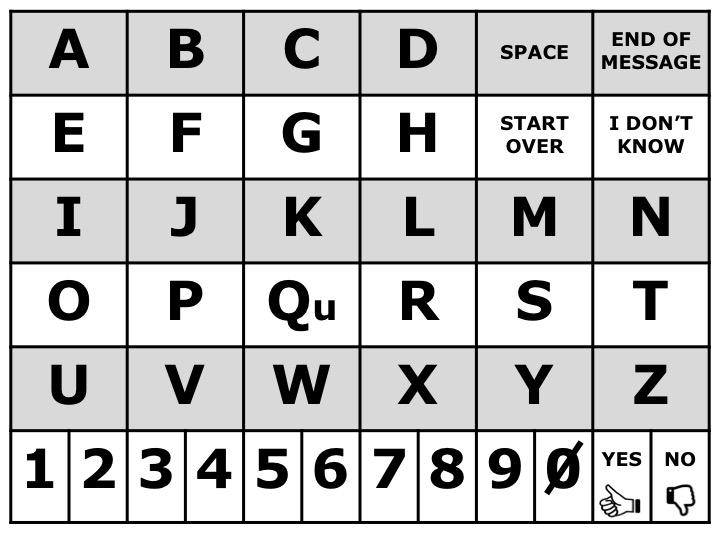 A B C D SPACE END OF MESSAGE
E F G H START OVER I DON'T KNOW
I J K L M N
O P Qu R S T
U V W X Y Z
1 2 3 4 5 6 7 8 9 0 YES NO